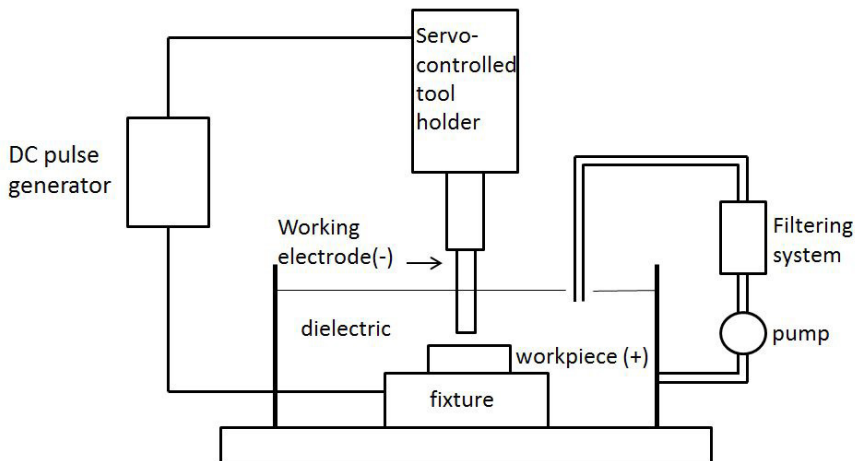 Servo-
controlled
tool
holder
DC pulse
generator
Working
electrode(-)
Filtering
system
dielectric
pump
workpiece (+)
fixture